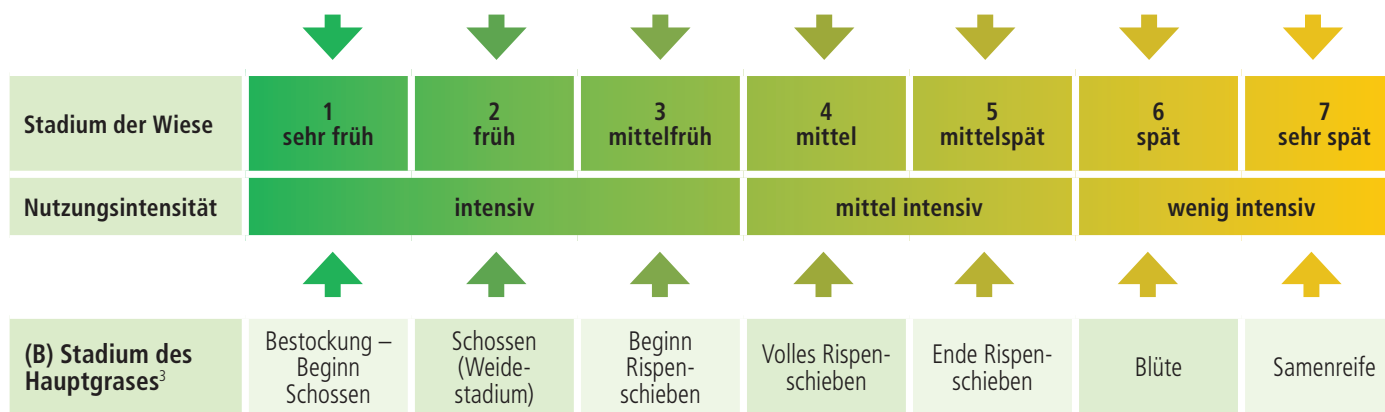 Stadium der Wiese
1
sehr früh
2
früh
3
mittelfrüh
4
mittel
5
mittelspät
6
spät
7
sehr spät
Nutzungsintensität
intensiv
mittel intensiv
wenig intensiv
(B) Stadium des
Hauptgrases³
Bestockung –
Beginn
Schossen
Schossen
(Weide-
stadium)
Beginn
Rispen-
schieben
Volles Rispen-
schieben
Ende Rispen-
schieben
Blüte
Samenreife